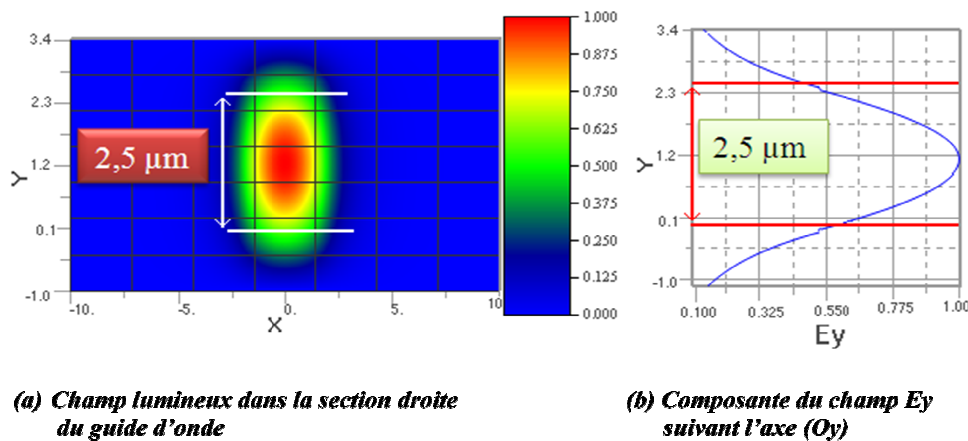 3.4
2.3
1.2
0.1
-1.0
Y
2,5 µm
-10.
-5.
0.
5.
10
X
1.000
0.875
0.750
0.625
0.500
0.375
0.250
0.125
0.000
3.4
2.3
1.2
0.1
-1.0
Y
2,5 µm
0.100
0.325
0.550
0.775
1.00
Ey
(a) Champ lumineux dans la section droite
du guide d’onde
(b) Composante du champ Ey
suivant l’axe (Oy)